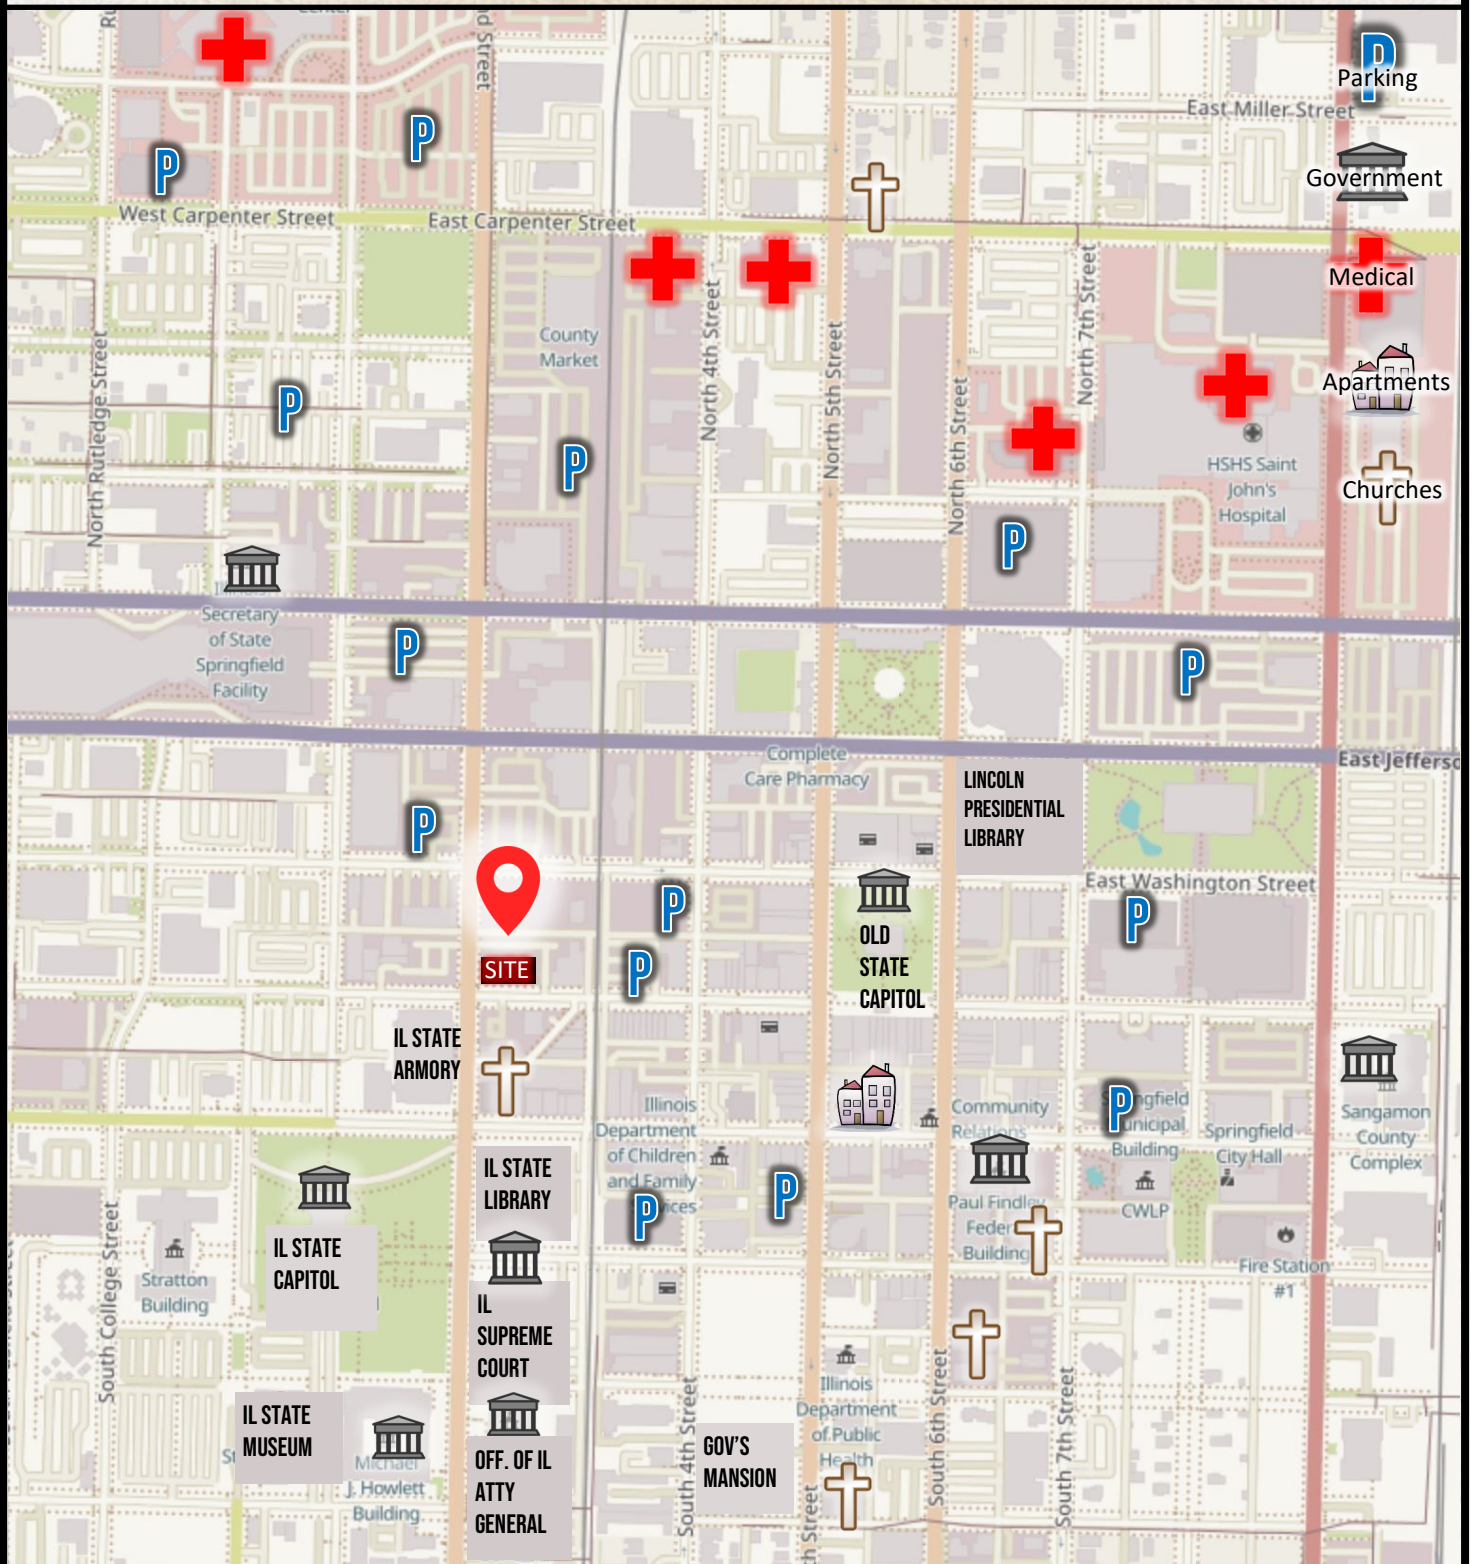 Center
Parking
East Miller Street
Government
West Carpenter Street
East Carpenter Street
Medical
County
Market
North Rutledge Street
North 4th Street
North 5th Street
North 6th Street
North 7th Street
Apartments
HSHS Saint
John's
Hospital
Churches
Secretary
of State
Springfield
Facility
Complete
Care Pharmacy
East Jefferso
LINCOLN
PRESIDENTIAL
LIBRARY
East Washington Street
OLD
STATE
CAPITOL
SITE
IL STATE
ARMORY
Illinois
Department
of Children
and Family
Community
Relations
Building
Springfield
City Hall
Sangamon
County
Complex
IL STATE
LIBRARY
Paul Findley
Building
CWLP
IL STATE
CAPITOL
Stratton
Building
South College Street
Fire Station
#1
IL
SUPREME
COURT
Illinois
Department
of Public
Health
IL STATE
MUSEUM
Michael
J. Howlett
Building
OFF. OF IL
ATTY
GENERAL
South 4th Street
GOV'S
MANSION
South 6th Street
South 7th Street